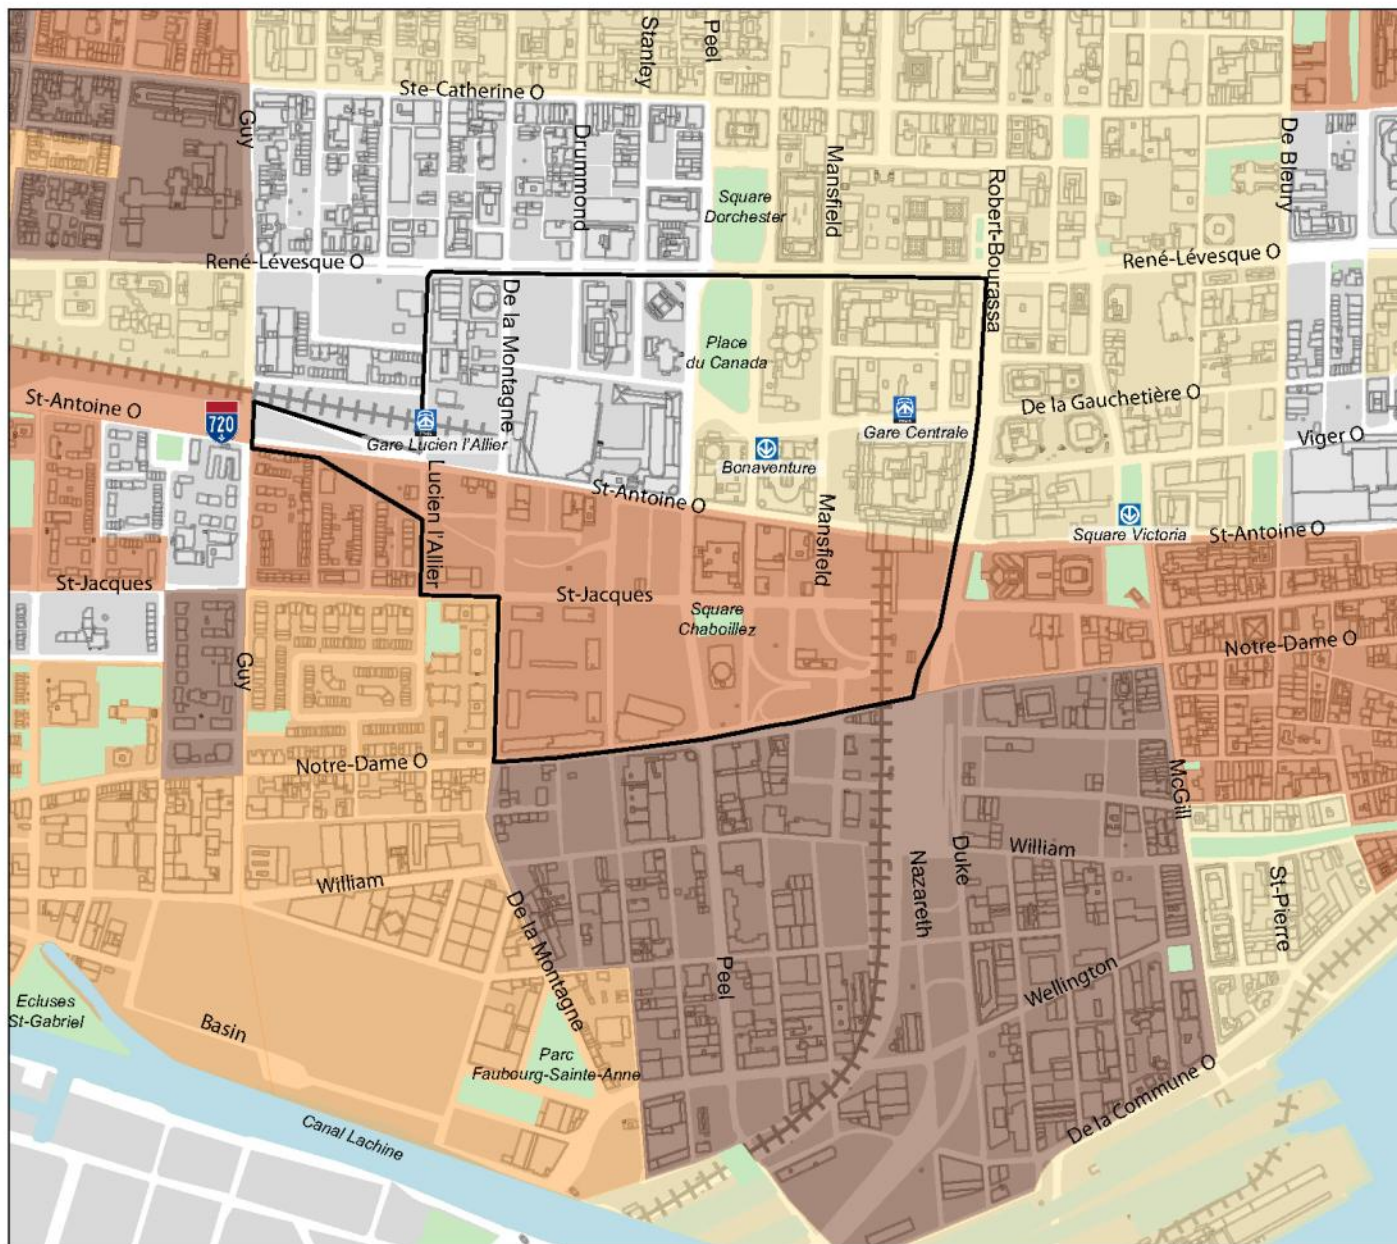 Stanley
Peel
Ste-Catherine O
Guy
Drummond
Mansfield
De Bleury
Square
Dorchester
Robert-Bourassa
René-Lévesque O
René-Lévesque O
De la Montagne
Place
du Canada
St-Antoine O
720
Gare Lucien l'Allier
Gare Centrale
De la Gauchetière O
Viger O
Bonaventure
Lucien l'Allier
St-Antoine O
Mansfield
Square Victoria
St-Antoine O
St-Jacques
St-Jacques
Square
Chaboillez
Notre-Dame O
Guy
Notre-Dame O
McGill
William
William
Duke
Nazareth
St-Pierre
De la Montagne
Peel
Wellington
Ecluses
St-Gabriel
Basin
Parc
Faubourg-Sainte-Anne
De la Commune O
Canal Lachine